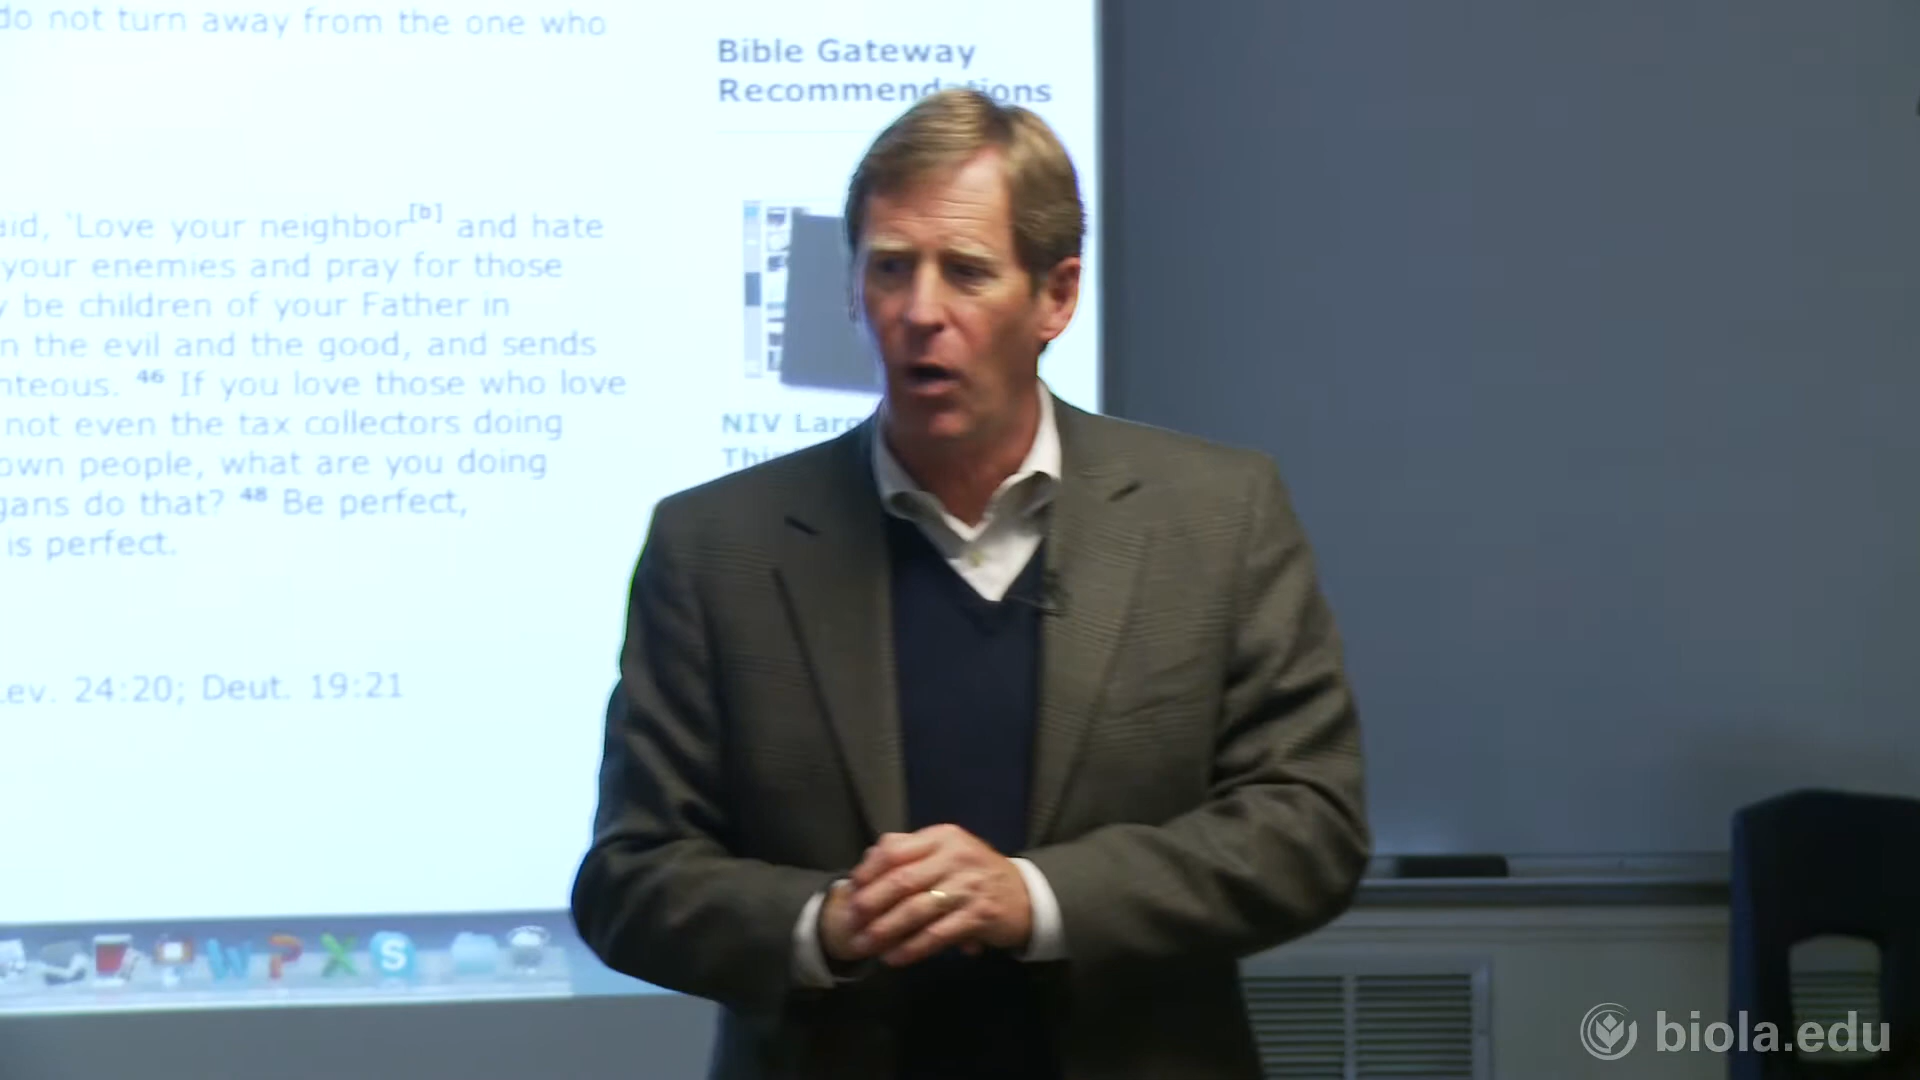 do not turn away from the one who
Bible Gateway
Recommendations
aid, 'Love your neighbor[b] and hate
your enemies and pray for those
be children of your Father in
n the evil and the good, and sends
hteous. 46 If you love those who love
not even the tax collectors doing
own people, what are you doing
gans do that? 48 Be perfect,
is perfect.
NIV Larg
Thi
Lev. 24:20; Deut. 19:21
W P X S
biola.edu